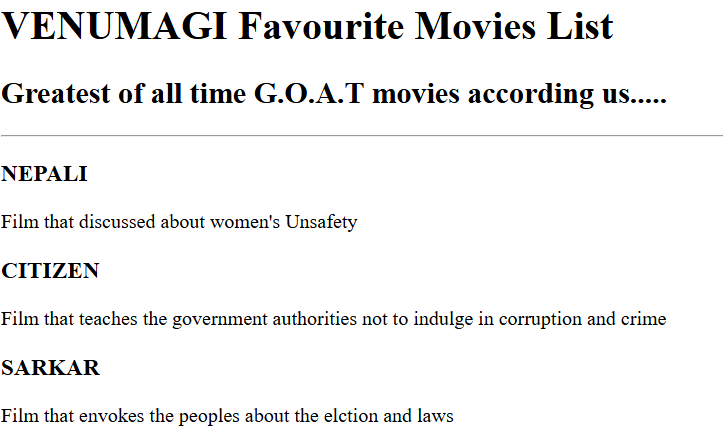 VENUMAGI Favourite Movies List
Greatest of all time G.O.A.T movies according us.....
NEPALI
Film that discussed about women's Unsafety
CITIZEN
Film that teaches the government authorities not to indulge in corruption and crime
SARKAR
Film that envokes the peoples about the elction and laws